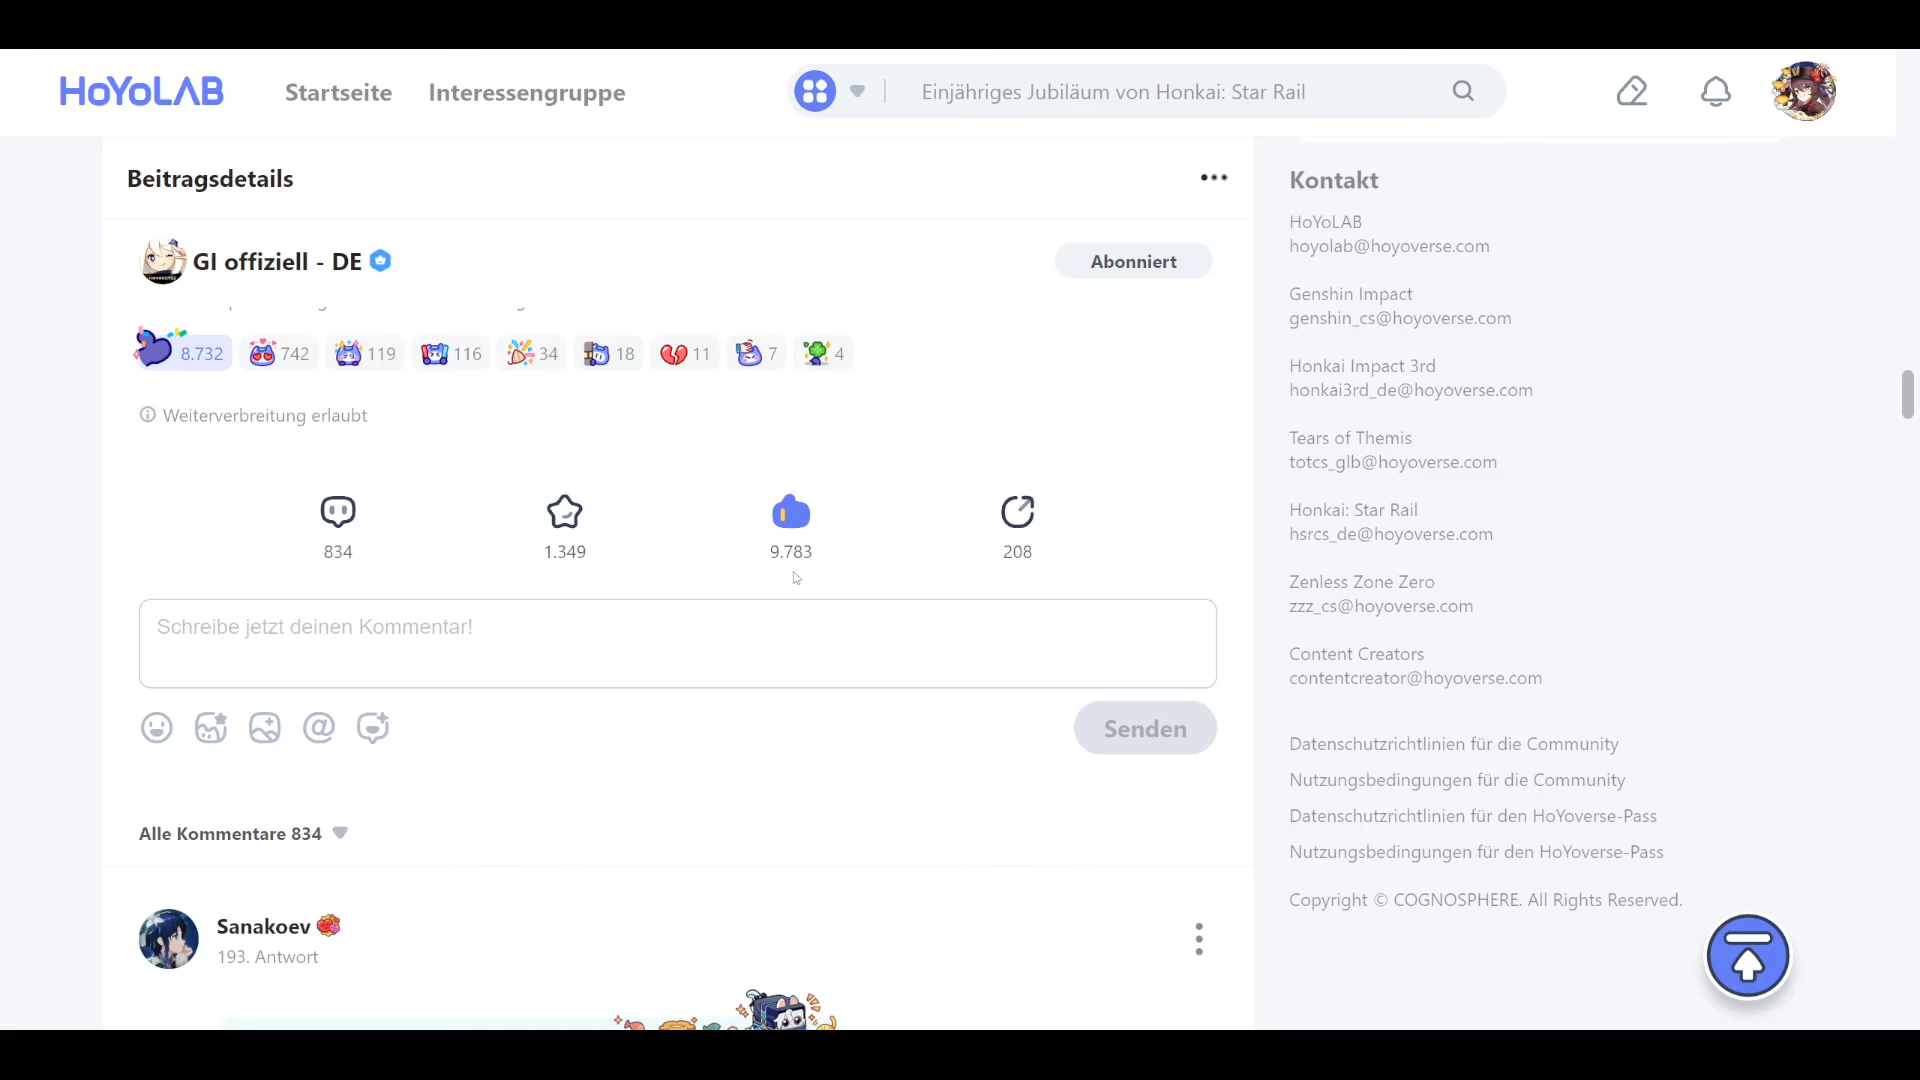 HoYoLAB
Startseite
Interessengruppe
Einjähriges Jubiläum von Honkai: Star Rail
Beitragsdetails
GI offiziell - DE
Abonniert
8.732 742 119 116 34 18 11 7 4
Weiterverbreitung erlaubt
834 1.349 9.783 208
Schreibe jetzt deinen Kommentar!
Senden
Alle Kommentare 834
Sanakoev
193. Antwort
Kontakt
HoYoLAB
hoyolab@hoyoverse.com
Genshin Impact
genshin_cs@hoyoverse.com
Honkai Impact 3rd
honkai3rd_de@hoyoverse.com
Tears of Themis
totcs_glb@hoyoverse.com
Honkai: Star Rail
hsrcs_de@hoyoverse.com
Zenless Zone Zero
zzz_cs@hoyoverse.com
Content Creators
contentcreator@hoyoverse.com
Datenschutzrichtlinien für die Community
Nutzungsbedingungen für die Community
Datenschutzrichtlinien für den HoYoverse-Pass
Nutzungsbedingungen für den HoYoverse-Pass
Copyright © COGNOSPHERE. All Rights Reserved.